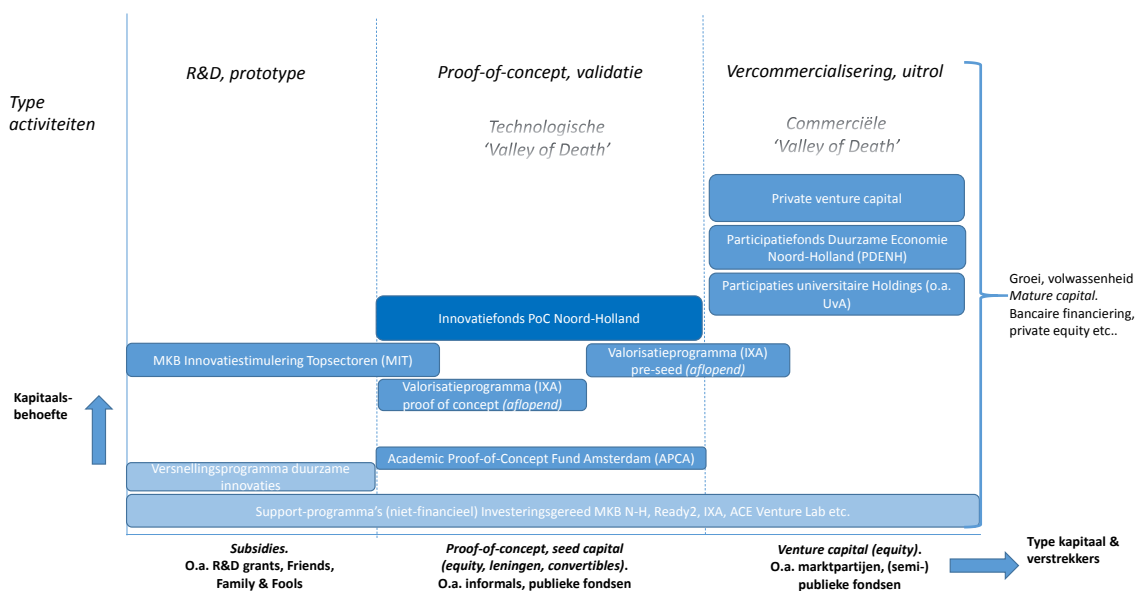 R&D, prototype
Proof-of-concept, validatie
Vercommercialisering, uitrol
Type
activiteiten
Technologische
'Valley of Death'
Commerciële
'Valley of Death'
Private venture capital
Participatiefonds Duurzame Economie
Noord-Holland (PDENH)
Participaties universitaire Holdings (o.a.
UvA)
Groei, volwassenheid
Mature capital.
Bancaire financiering,
private equity etc..
Innovatiefonds PoC Noord-Holland
MKB Innovatiestimulering Topsectoren (MIT)
Valorisatieprogramma (IXA)
pre-seed (aflopend)
Valorisatieprogramma (IXA)
proof of concept (aflopend)
Kapitaals-
behoefte
Academic Proof-of-Concept Fund Amsterdam (APCA)
Versnellingsprogramma duurzame
innovaties
Support-programma's (niet-financieel) Investeringsgereed MKB N-H, Ready2, IXA, ACE Venture Lab etc.
Subsidies.
O.a. R&D grants, Friends,
Family & Fools
Proof-of-concept, seed capital
(equity, leningen, convertibles).
O.a. informals, publieke fondsen
Venture capital (equity).
O.a. marktpartijen, (semi-)
publieke fondsen
Type kapitaal &
verstrekkers